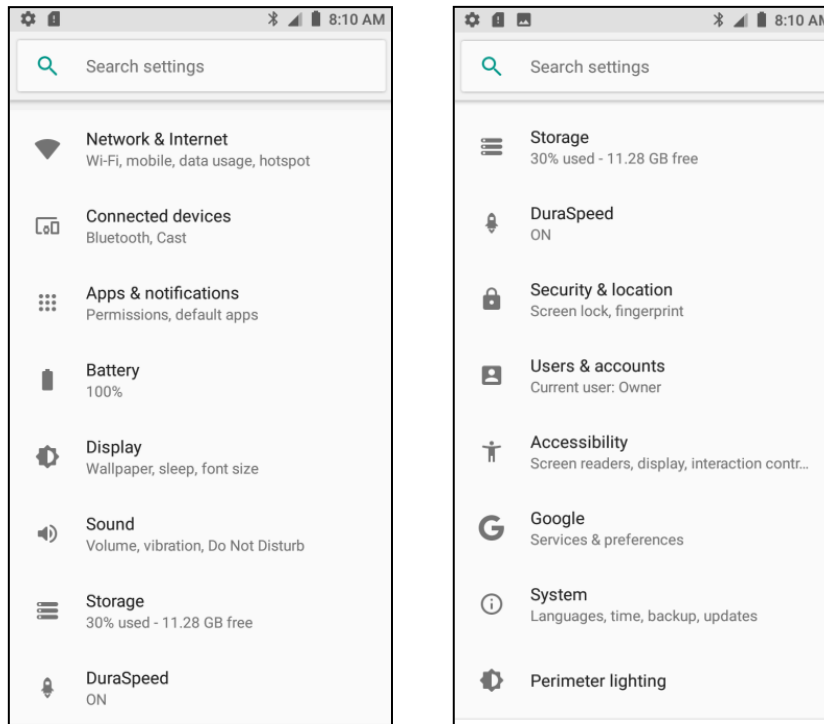 8:10 AM
Search settings
Network & Internet
Wi-Fi, mobile, data usage, hotspot
Connected devices
Bluetooth, Cast
Apps & notifications
Permissions, default apps
Battery
100%
Display
Wallpaper, sleep, font size
Sound
Volume, vibration, Do Not Disturb
Storage
30% used - 11.28 GB free
DuraSpeed
ON
8:10 AM
Search settings
Storage
30% used - 11.28 GB free
DuraSpeed
ON
Security & location
Screen lock, fingerprint
Users & accounts
Current user: Owner
Accessibility
Screen readers, display, interaction contr...
Google
Services & preferences
System
Languages, time, backup, updates
Perimeter lighting